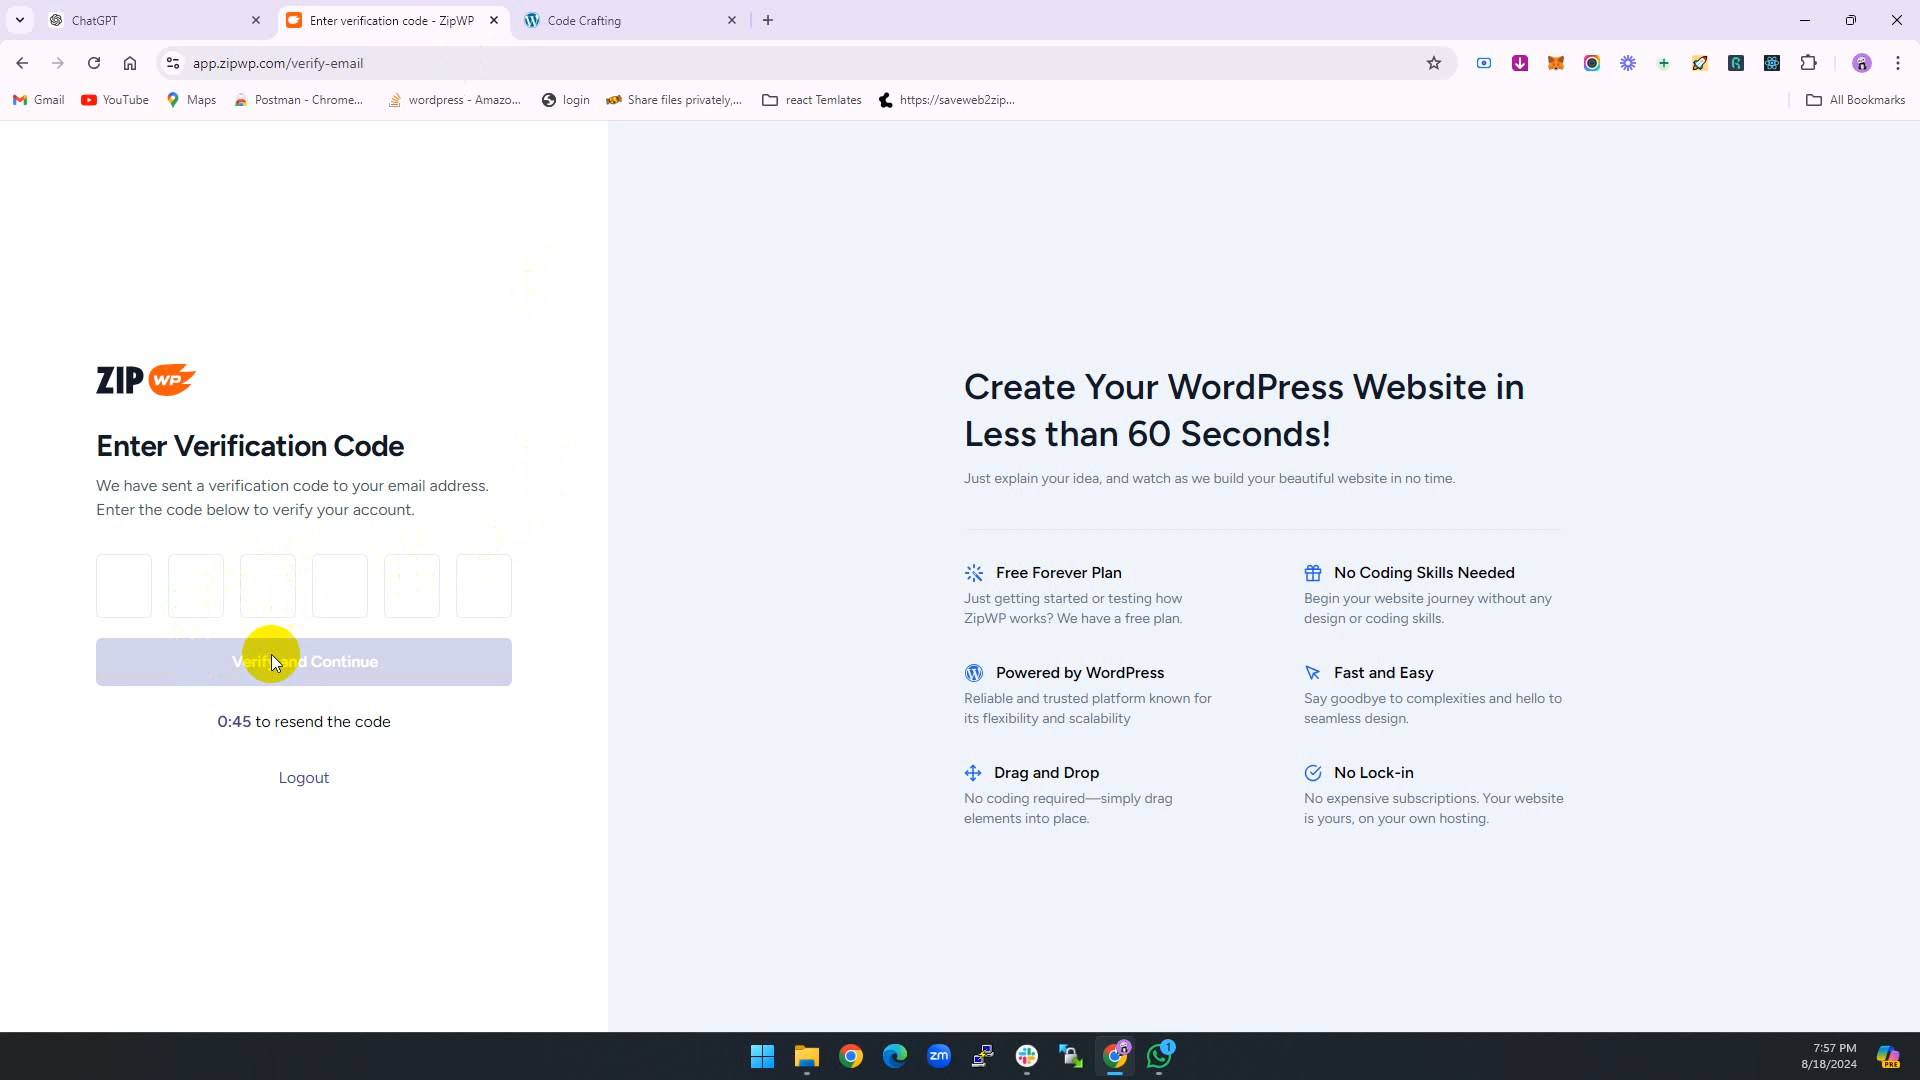 ChatGPT
Enter verification code - ZipWP
Code Crafting
app.zipwp.com/verify-email
Gmail
YouTube
Maps
Postman - Chrome...
wordpress - Amazo...
login
Share files privately,...
react Temlates
https://saveweb2zip...
All Bookmarks
ZIP WP
Enter Verification Code
We have sent a verification code to your email address.
Enter the code below to verify your account.
Verify and Continue
0:45 to resend the code
Logout
Create Your WordPress Website in
Less than 60 Seconds!
Just explain your idea, and watch as we build your beautiful website in no time.
Free Forever Plan
Just getting started or testing how
ZipWP works? We have a free plan.
No Coding Skills Needed
Begin your website journey without any
design or coding skills.
Powered by WordPress
Reliable and trusted platform known for
its flexibility and scalability
Fast and Easy
Say goodbye to complexities and hello to
seamless design.
Drag and Drop
No coding required—simply drag
elements into place.
No Lock-in
No expensive subscriptions. Your website
is yours, on your own hosting.
zm
1
7:57 PM
8/18/2024
PRE